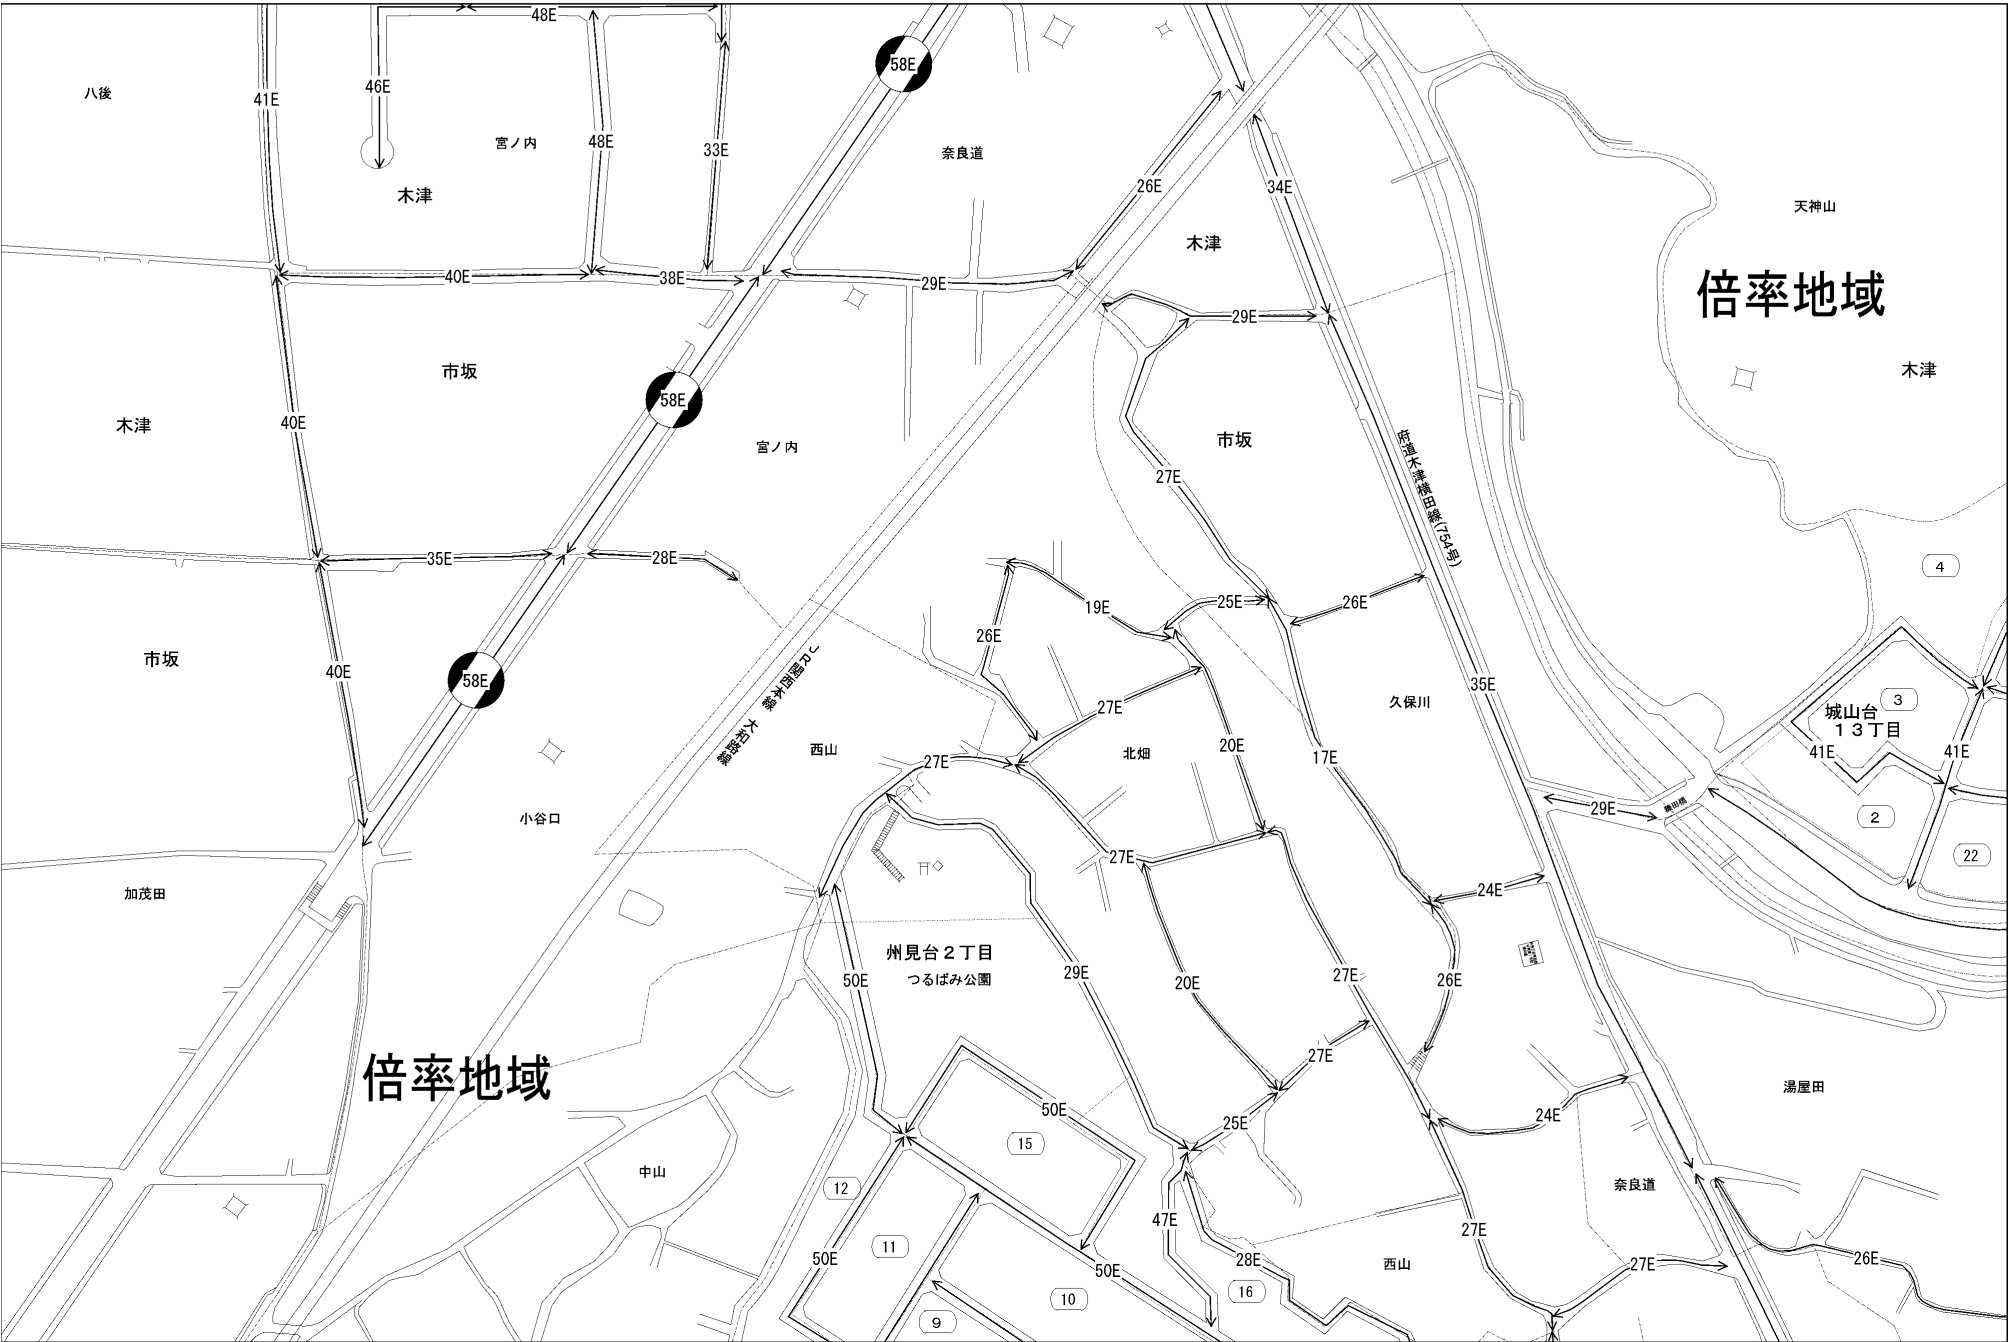 48E
58E
46E
41E
八後
宮ノ内
48E
33E
奈良道
木津
26E
34E
天神山
木津
40E
38E
29E
倍率地域
29E
市坂
58E
木津
40E
木津
宮ノ内
市坂
27E
府道木津横田線(754号)
35E
28E
4
19E
25E
26E
26E
市坂
40E
58E
JR関西本線 大和路線
35E
久保川
3
城山台
13丁目
27E
西山
北畑
20E
17E
41E
41E
27E
29E
2
小谷口
22
27E
加茂田
24E
州見台2丁目
つるばみ公園
50E
29E
20E
27E
26E
倍率地域
27E
湯屋田
50E
25E
24E
15
中山
12
奈良道
47E
27E
11
50E
28E
西山
27E
26E
50E
16
10
9